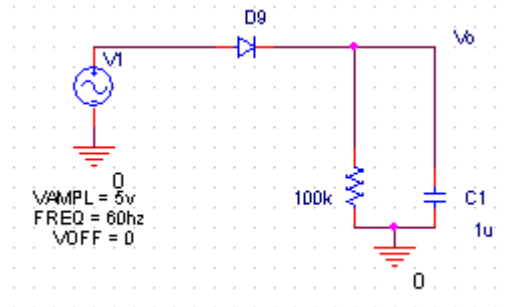 D9
V1
Vo
0
VAMPL = 5v
FREQ = 60hz
VOFF = 0
100k
C1
1u
0